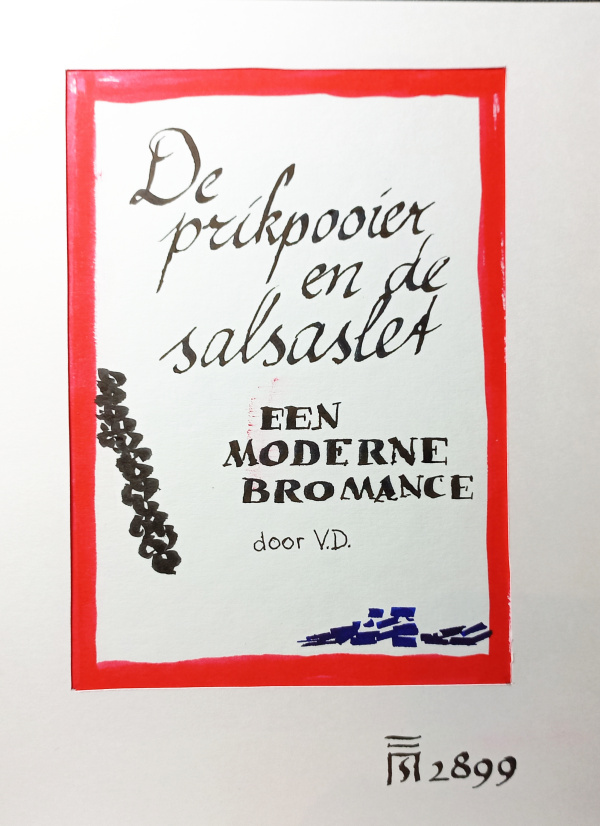 De
prikpooier
en de
salsaslet
EEN
MODERNE
BROMANCE
door V.D.
2899